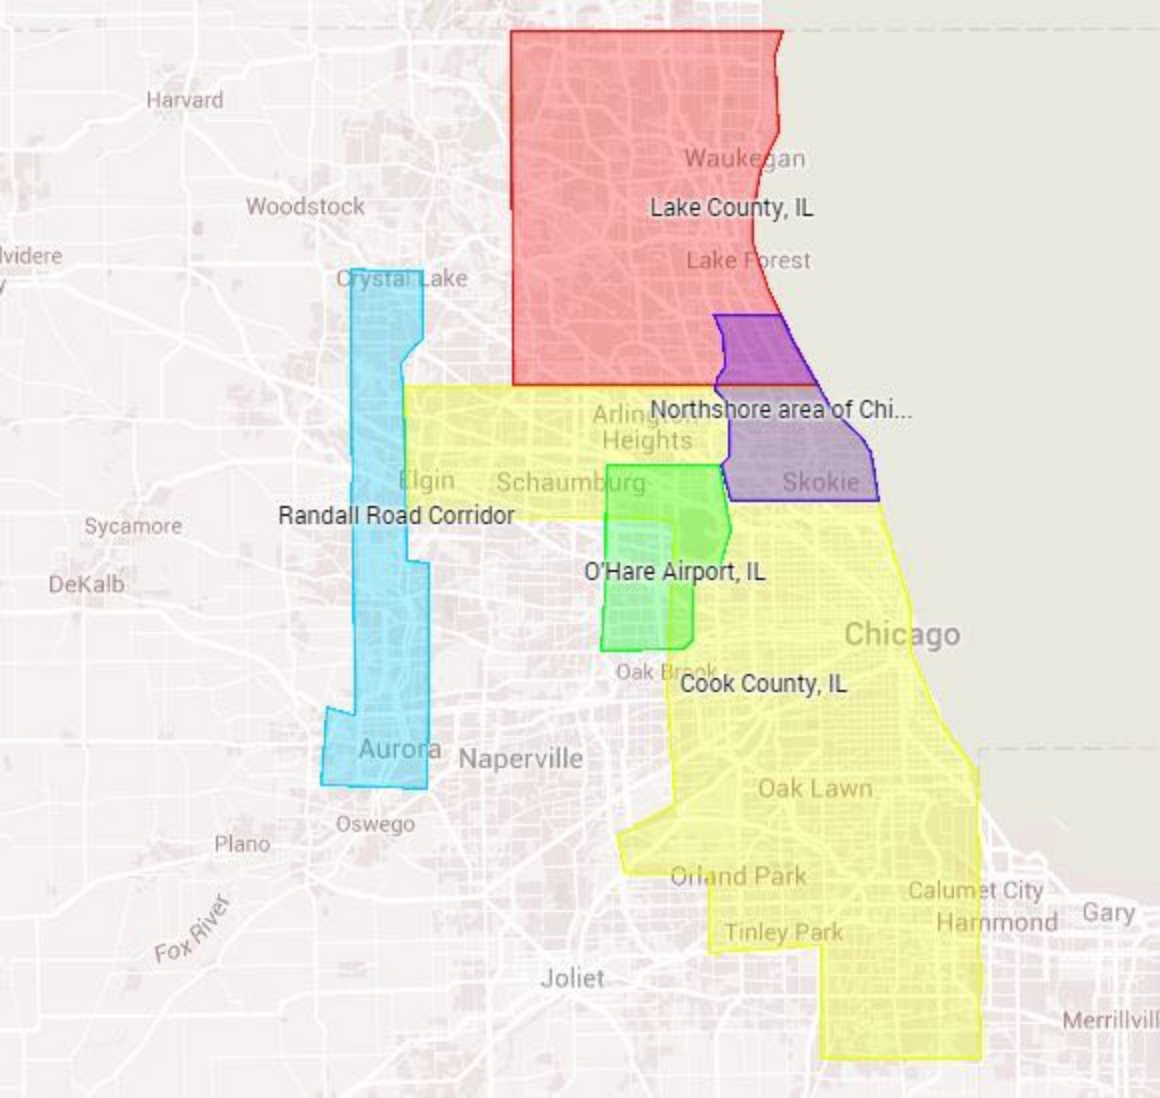 Harvard
Waukegan
Woodstock
Lake County, IL
lvidere
Lake Forest
Crystal Lake
Northshore area of Chi...
Arlington
Heights
Elgin
Schaumburg
Skokie
Randall Road Corridor
Sycamore
O'Hare Airport, IL
DeKalb
Chicago
Oak Brook
Cook County, IL
Aurora
Naperville
Oak Lawn
Oswego
Plano
Orland Park
Calumet City
Gary
Hammond
Fox River
Tinley Park
Joliet
Merrillvill